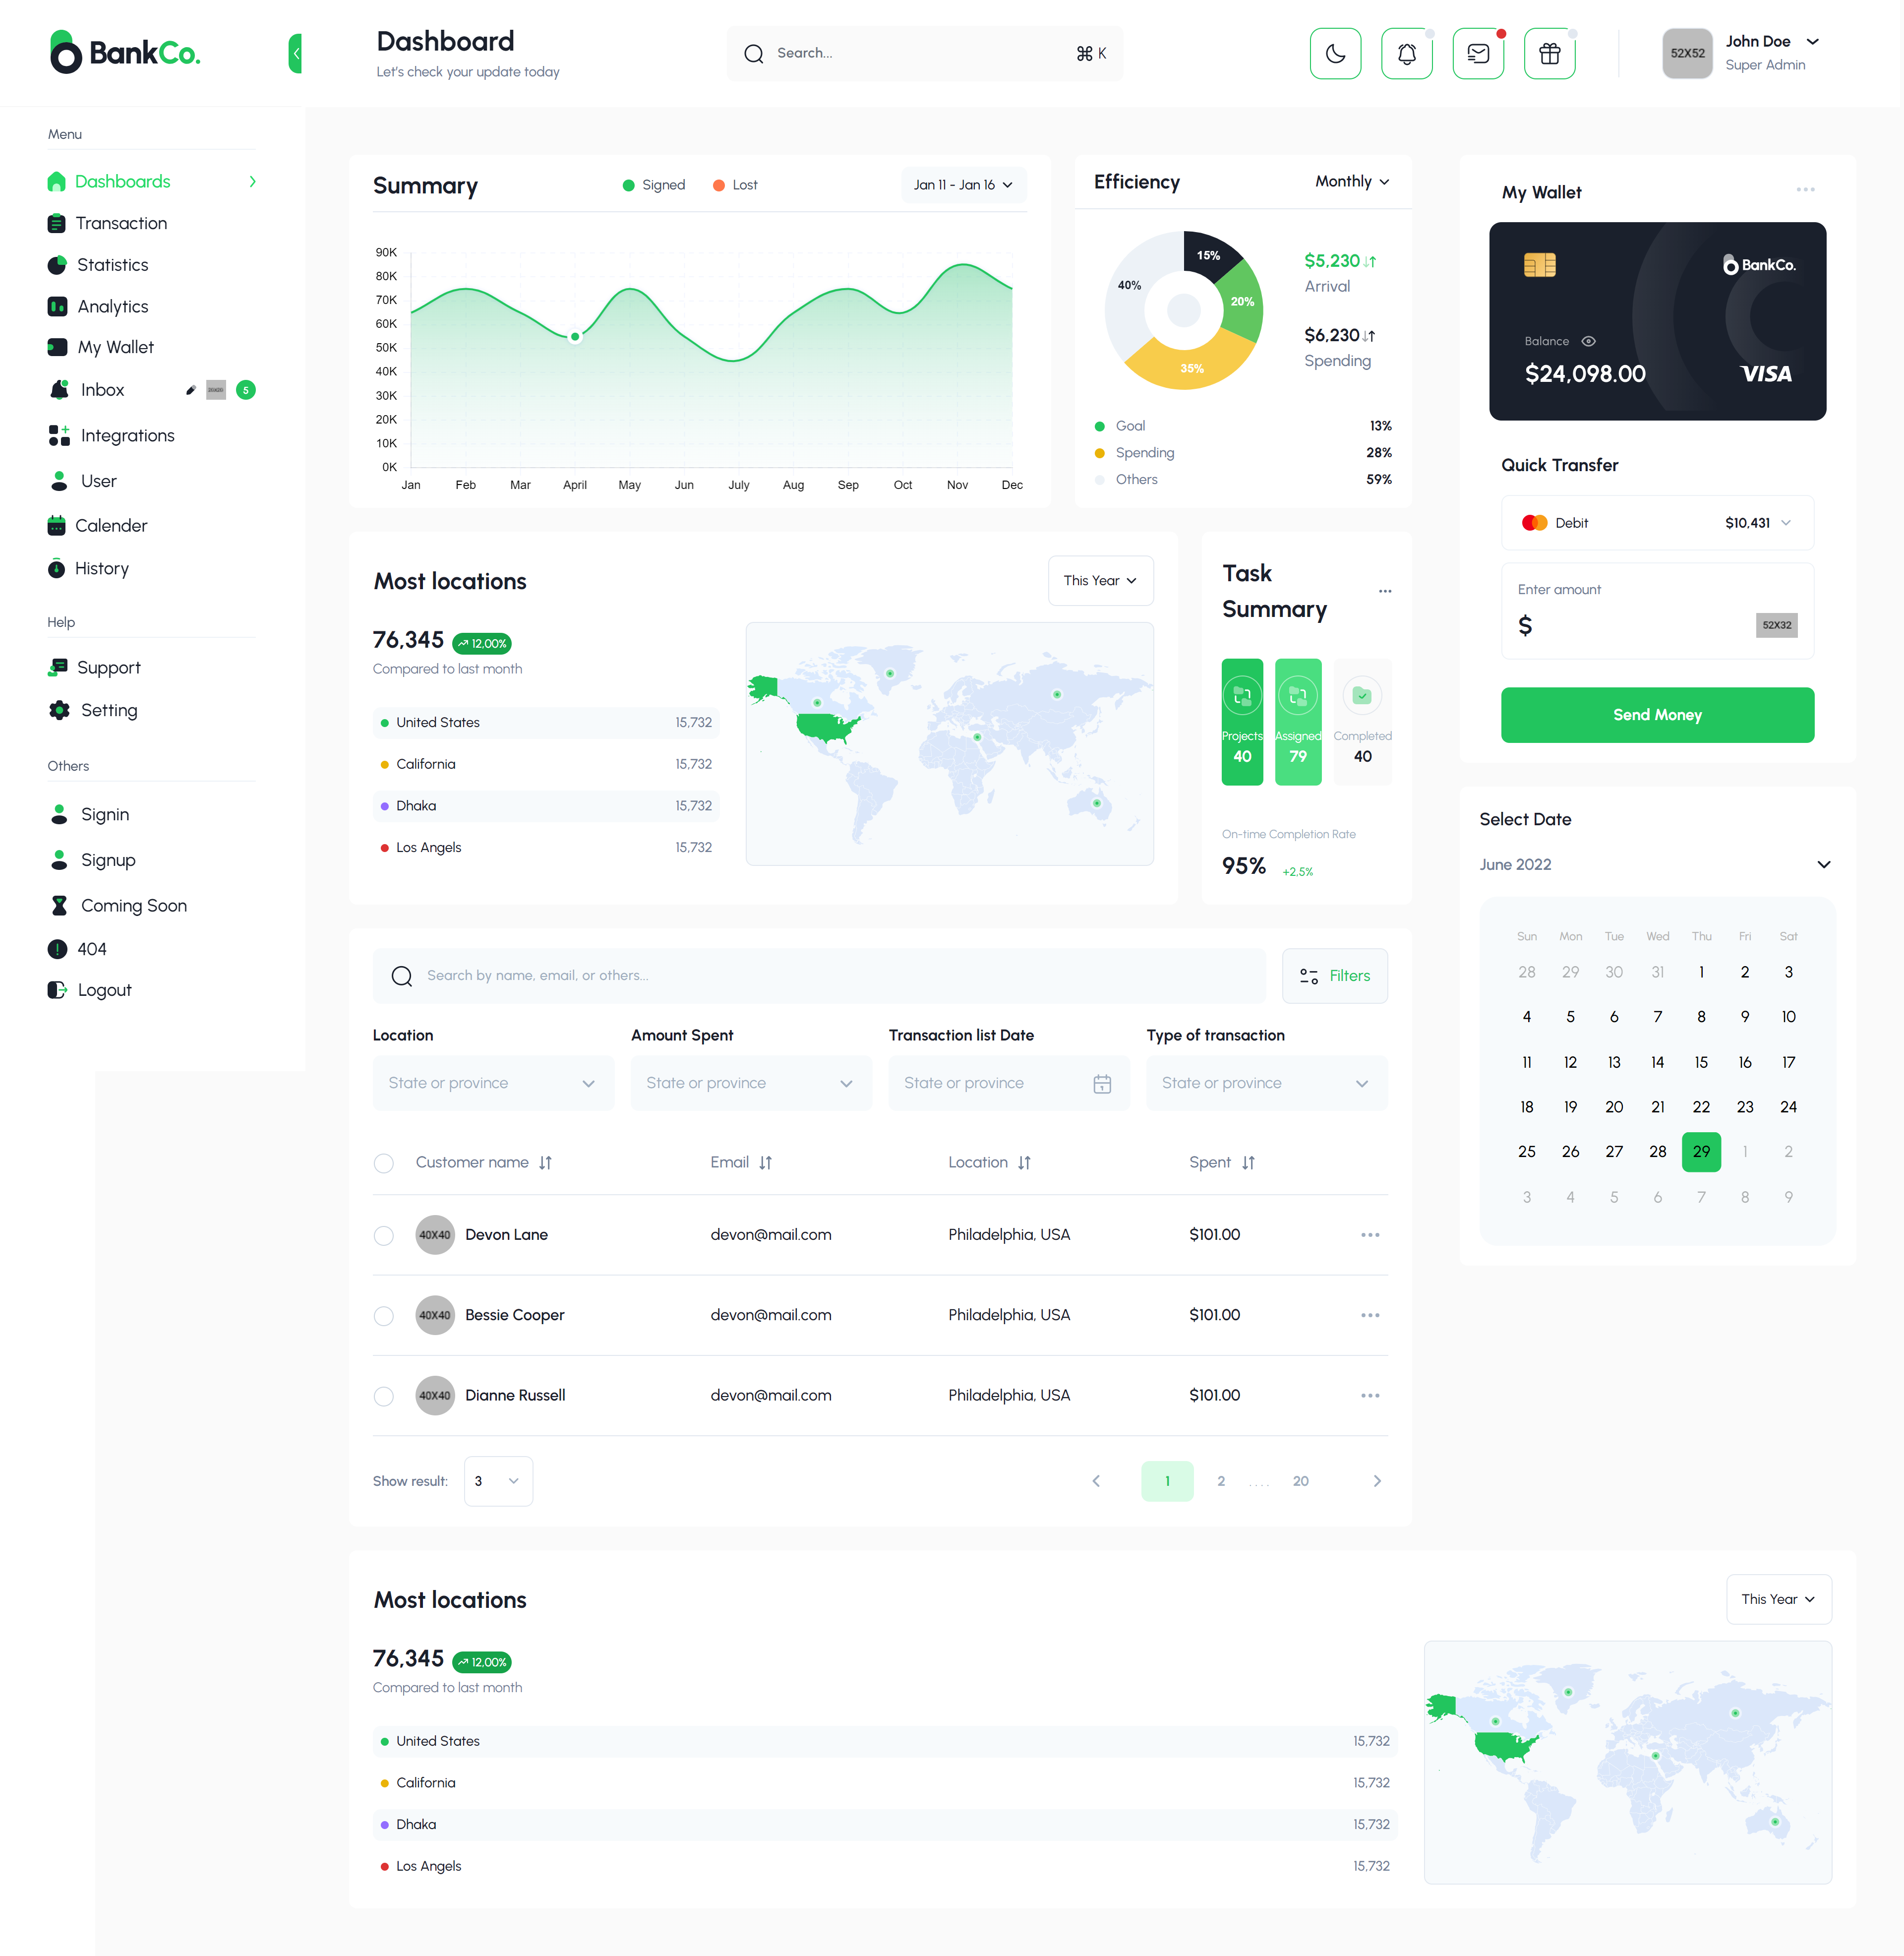 BankCo.
Dashboard
Let's check your update today
Search...
⌘ K
52X52
John Doe
Super Admin
Menu
Dashboards
Transaction
Statistics
Analytics
My Wallet
Inbox
5
Integrations
User
Calender
History
Help
Support
Setting
Others
Signin
Signup
Coming Soon
404
Logout
Summary
Signed
Lost
Jan 11 - Jan 16
90K
80K
70K
60K
50K
40K
30K
20K
10K
0K
Jan Feb Mar April May Jun July Aug Sep Oct Nov Dec
Efficiency
Monthly
15%
20%
35%
40%
$5,230
Arrival
$6,230
Spending
Goal 13%
Spending 28%
Others 59%
My Wallet
BankCo.
Balance
$24,098.00
VISA
Quick Transfer
Debit $10,431
Enter amount
$
52X32
Send Money
Most locations
This Year
76,345
12,00%
Compared to last month
United States 15,732
California 15,732
Dhaka 15,732
Los Angels 15,732
Task
Summary
Projects
40
Assigned
79
Completed
40
On-time Completion Rate
95% +2,5%
Select Date
June 2022
Sun Mon Tue Wed Thu Fri Sat
28 29 30 31 1 2 3
4 5 6 7 8 9 10
11 12 13 14 15 16 17
18 19 20 21 22 23 24
25 26 27 28 29 1 2
3 4 5 6 7 8 9
Search by name, email, or others...
Filters
Location Amount Spent Transaction list Date Type of transaction
State or province State or province State or province State or province
Customer name Email Location Spent
40X40 Devon Lane devon@mail.com Philadelphia, USA $101.00
40X40 Bessie Cooper devon@mail.com Philadelphia, USA $101.00
40X40 Dianne Russell devon@mail.com Philadelphia, USA $101.00
Show result: 3
1 2 .... 20
Most locations
This Year
76,345
12,00%
Compared to last month
United States 15,732
California 15,732
Dhaka 15,732
Los Angels 15,732